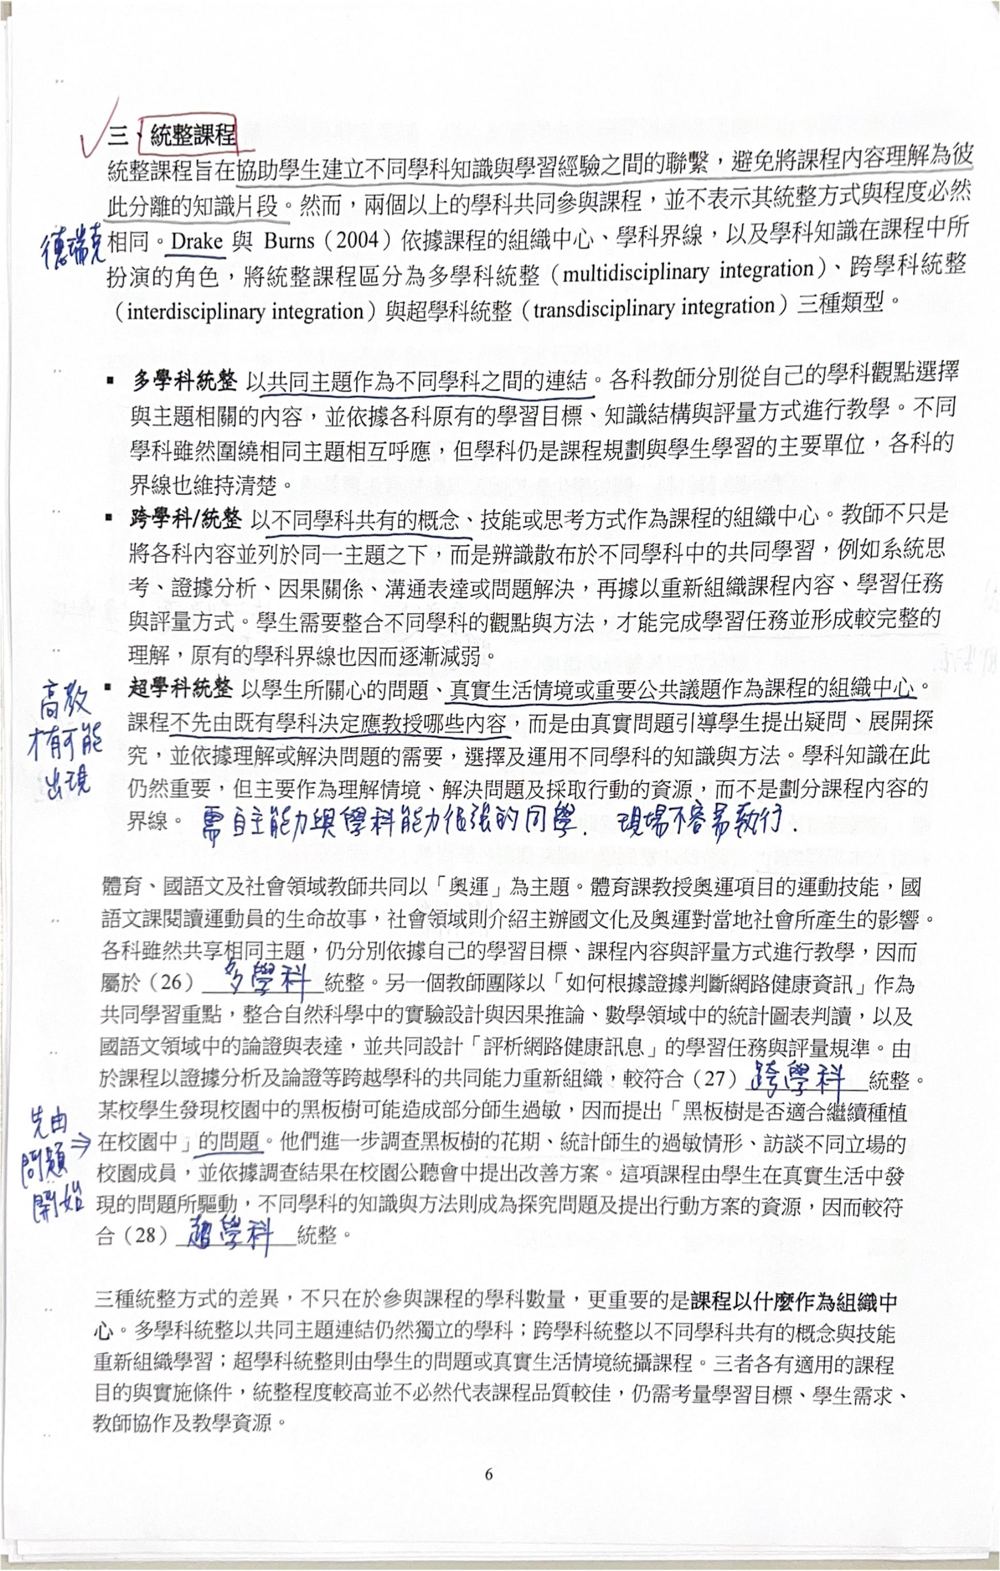 三、統整課程
統整課程旨在協助學生建立不同學科知識與學習經驗之間的聯繫，避免將課程內容理解為彼
此分離的知識片段。然而，兩個以上的學科共同參與課程，並不表示其統整方式與程度必然
德瑞克
相同。Drake 與 Burns（2004）依據課程的組織中心、學科界線，以及學科知識在課程中所
扮演的角色，將統整課程區分為多學科統整（multidisciplinary integration）、跨學科統整
（interdisciplinary integration）與超學科統整（transdisciplinary integration）三種類型。
▪ 多學科統整 以共同主題作為不同學科之間的連結。各科教師分別從自己的學科觀點選擇
與主題相關的內容，並依據各科原有的學習目標、知識結構與評量方式進行教學。不同
學科雖然圍繞相同主題相互呼應，但學科仍是課程規劃與學生學習的主要單位，各科的
界線也維持清楚。
▪ 跨學科/統整 以不同學科共有的概念、技能或思考方式作為課程的組織中心。教師不只是
將各科內容並列於同一主題之下，而是辨識散布於不同學科中的共同學習，例如系統思
考、證據分析、因果關係、溝通表達或問題解決，再據以重新組織課程內容、學習任務
與評量方式。學生需要整合不同學科的觀點與方法，才能完成學習任務並形成較完整的
理解，原有的學科界線也因而逐漸減弱。
▪ 超學科統整 以學生所關心的問題、真實生活情境或重要公共議題作為課程的組織中心。
課程不先由既有學科決定應教授哪些內容，而是由真實問題引導學生提出疑問、展開探
究，並依據理解或解決問題的需要，選擇及運用不同學科的知識與方法。學科知識在此
仍然重要，但主要作為理解情境、解決問題及採取行動的資源，而不是劃分課程內容的
界線。需自主能力與學科能力很強的同學．現場不容易執行．
高教
才有可能
出現
體育、國語文及社會領域教師共同以「奧運」為主題。體育課教授奧運項目的運動技能，國
語文課閱讀運動員的生命故事，社會領域則介紹主辦國文化及奧運對當地社會所產生的影響。
各科雖然共享相同主題，仍分別依據自己的學習目標、課程內容與評量方式進行教學，因而
屬於（26）多學科統整。另一個教師團隊以「如何根據證據判斷網路健康資訊」作為
共同學習重點，整合自然科學中的實驗設計與因果推論、數學領域中的統計圖表判讀，以及
國語文領域中的論證與表達，並共同設計「評析網路健康訊息」的學習任務與評量規準。由
於課程以證據分析及論證等跨越學科的共同能力重新組織，較符合（27）跨學科統整。
某校學生發現校園中的黑板樹可能造成部分師生過敏，因而提出「黑板樹是否適合繼續種植
在校園中」的問題。他們進一步調查黑板樹的花期、統計師生的過敏情形、訪談不同立場的
校園成員，並依據調查結果在校園公聽會中提出改善方案。這項課程由學生在真實生活中發
現的問題所驅動，不同學科的知識與方法則成為探究問題及提出行動方案的資源，因而較符
合（28）超學科統整。
先由
問題⇒
開始
三種統整方式的差異，不只在於參與課程的學科數量，更重要的是課程以什麼作為組織中
心。多學科統整以共同主題連結仍然獨立的學科；跨學科統整以不同學科共有的概念與技能
重新組織學習；超學科統整則由學生的問題或真實生活情境統攝課程。三者各有適用的課程
目的與實施條件，統整程度較高並不必然代表課程品質較佳，仍需考量學習目標、學生需求、
教師協作及教學資源。
6